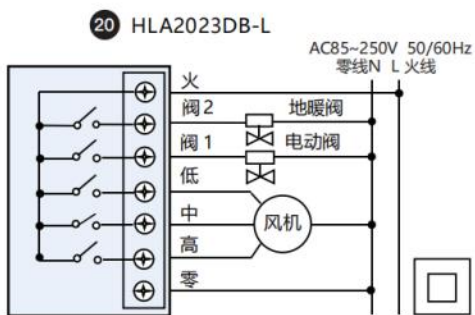 20 HLA2023DB-L
AC85~250V 50/60Hz
零线N L 火线
火
阀2 地暖阀
阀1 电动阀
低
中 风机
高
零